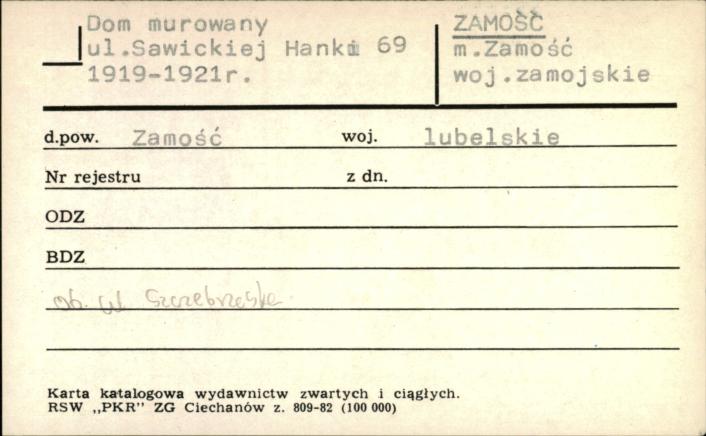 Dom murowany
ul.Sawickiej Hanki 69
1919-1921r.
ZAMOŚĆ
m.Zamość
woj.zamojskie
d.pow. Zamość woj. lubelskie
Nr rejestru z dn.
ODZ
BDZ
ob. ul. Szczebrzeska
Karta katalogowa wydawnictw zwartych i ciągłych.
RSW „PKR” ZG Ciechanów z. 809-82 (100 000)